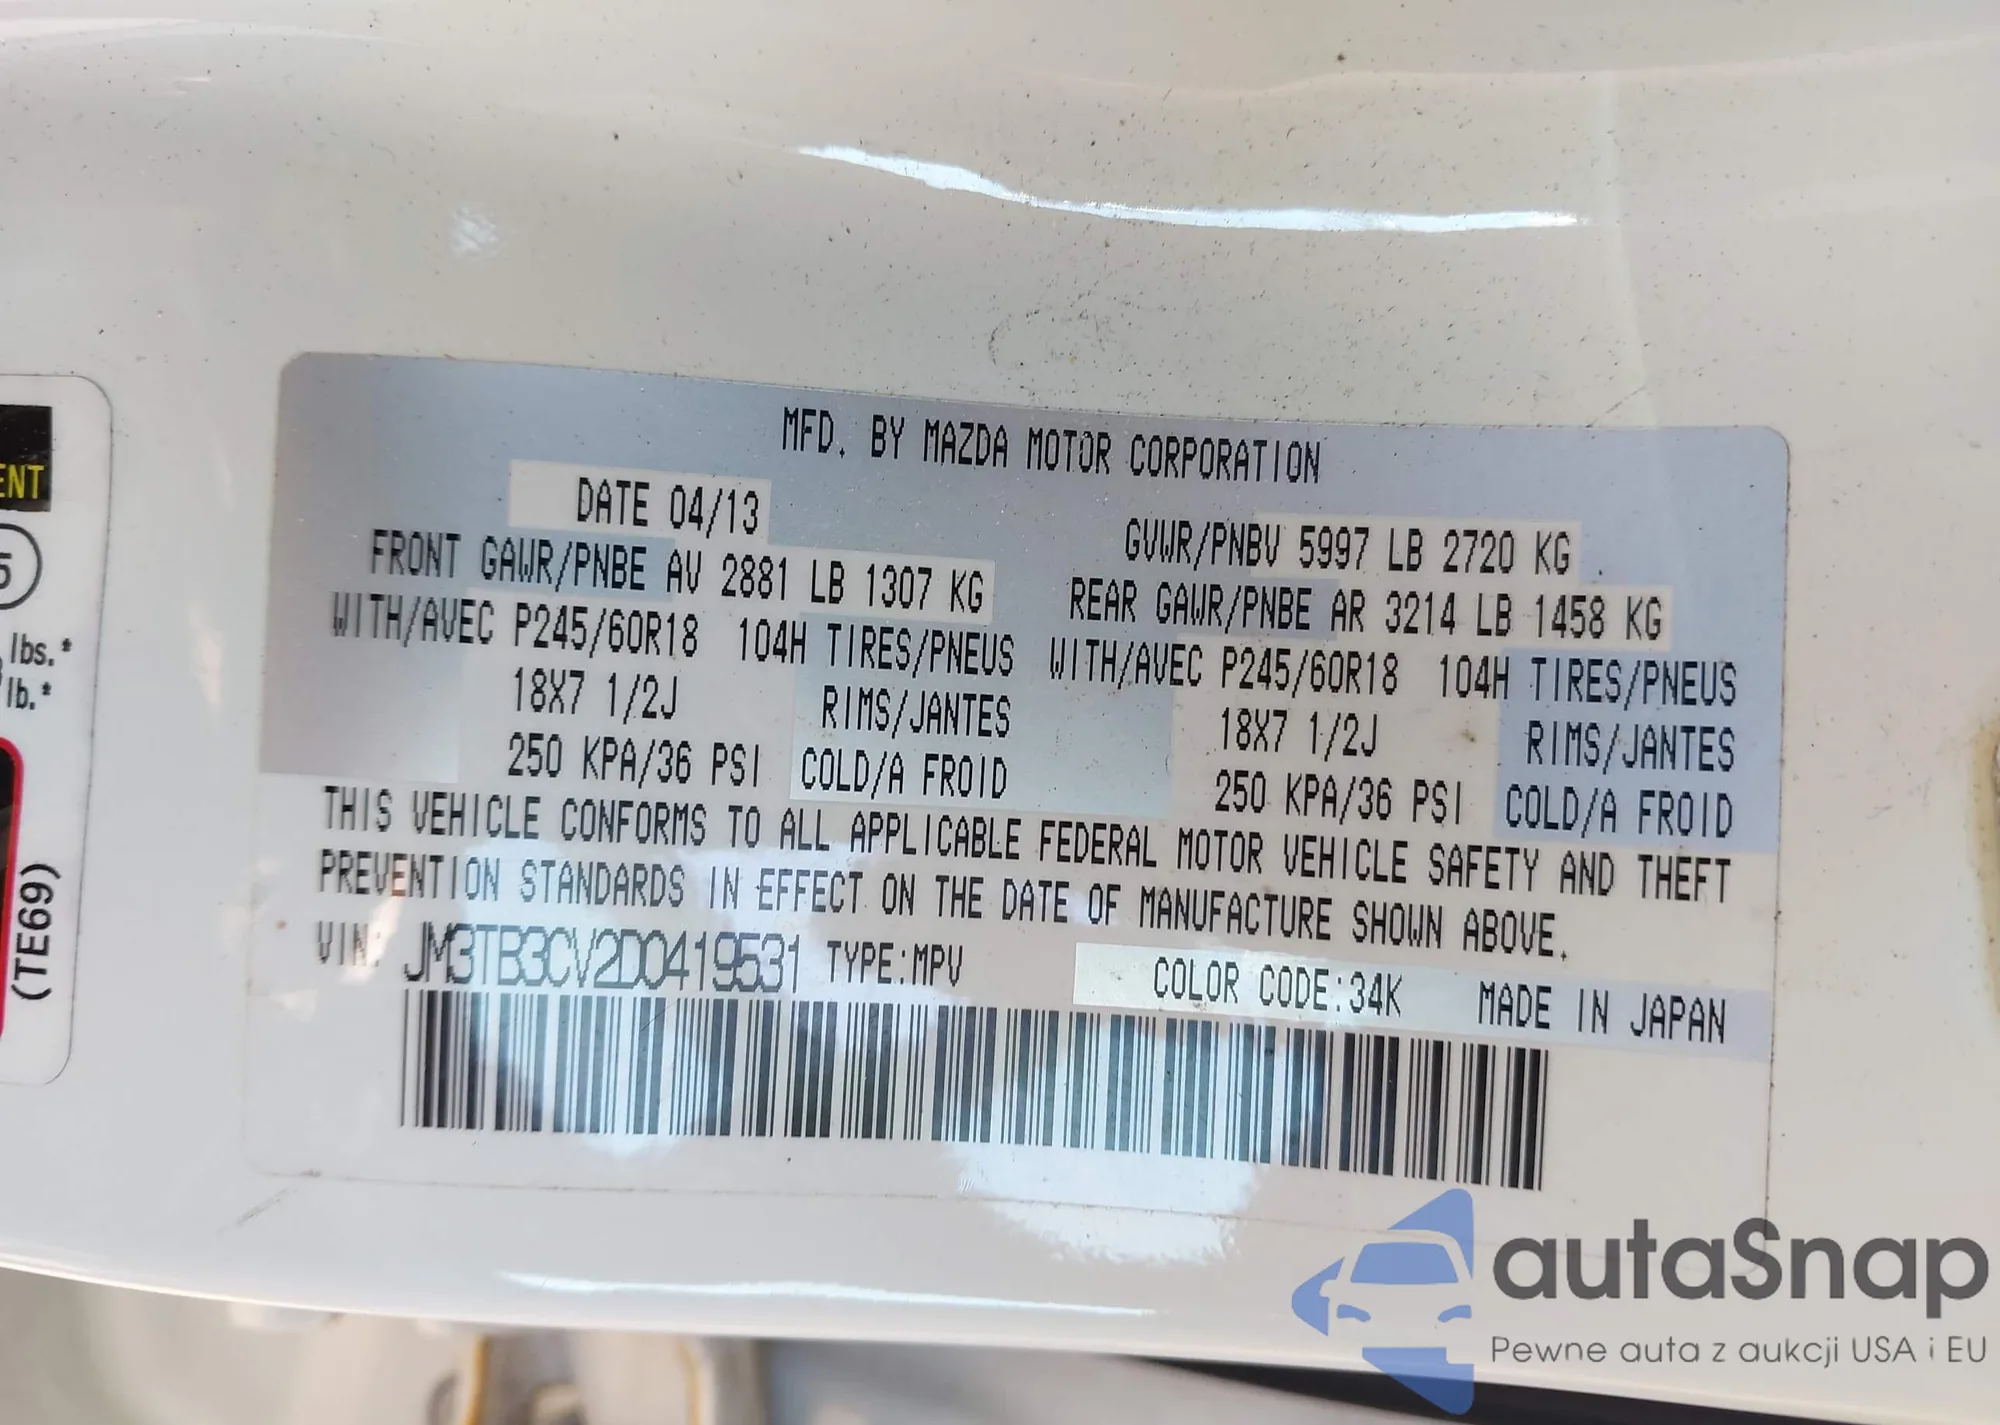 MFD. BY MAZDA MOTOR CORPORATION
DATE 04/13
GVWR/PNBV 5997 LB 2720 KG
FRONT GAWR/PNBE AV 2881 LB 1307 KG
REAR GAWR/PNBE AR 3214 LB 1458 KG
WITH/AVEC P245/60R18 104H TIRES/PNEUS
WITH/AVEC P245/60R18 104H TIRES/PNEUS
18X7 1/2J RIMS/JANTES
18X7 1/2J RIMS/JANTES
250 KPA/36 PSI COLD/A FROID
250 KPA/36 PSI COLD/A FROID
THIS VEHICLE CONFORMS TO ALL APPLICABLE FEDERAL MOTOR VEHICLE SAFETY AND THEFT
PREVENTION STANDARDS IN EFFECT ON THE DATE OF MANUFACTURE SHOWN ABOVE.
VIN: JM3TB3CV2D0419531 TYPE:MPV COLOR CODE:34K MADE IN JAPAN
ENT
5
lbs.*
lb.*
(TE69)
autaSnap
Pewne auta z aukcji USA i EU